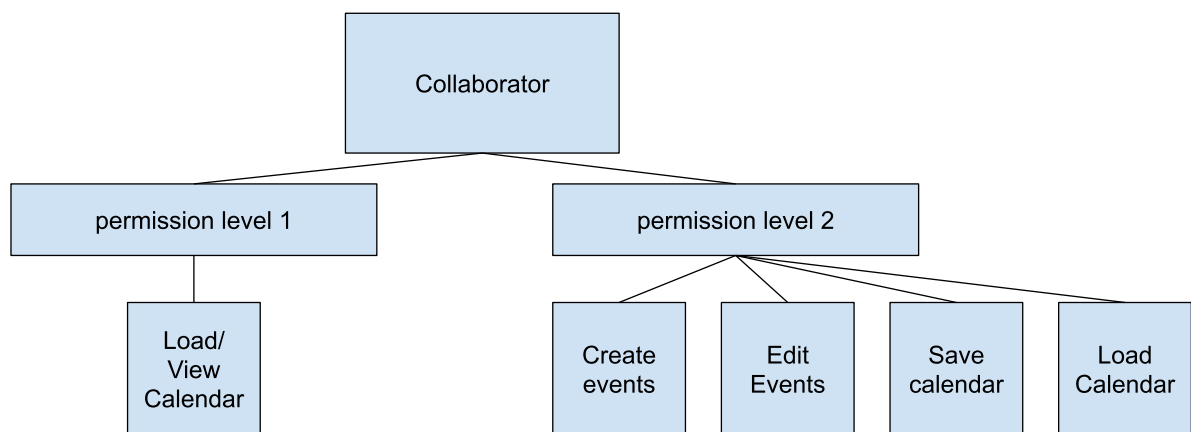 Collaborator
permission level 1
permission level 2
Load/
View
Calendar
Create
events
Edit
Events
Save
calendar
Load
Calendar